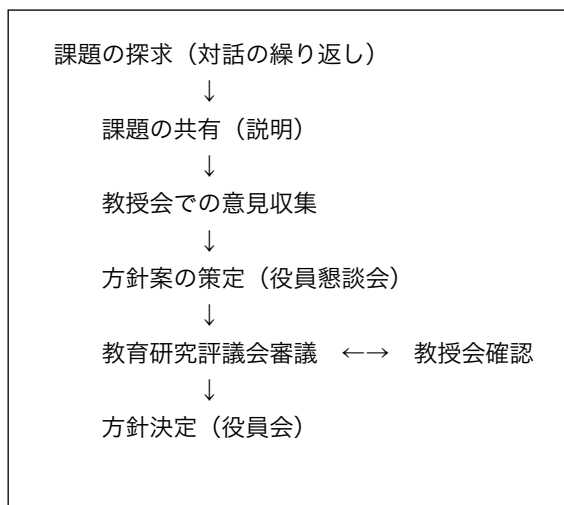 課題の探求（対話の繰り返し）
↓
課題の共有（説明）
↓
教授会での意見収集
↓
方針案の策定（役員懇談会）
↓
教育研究評議会審議　←→　教授会確認
↓
方針決定（役員会）